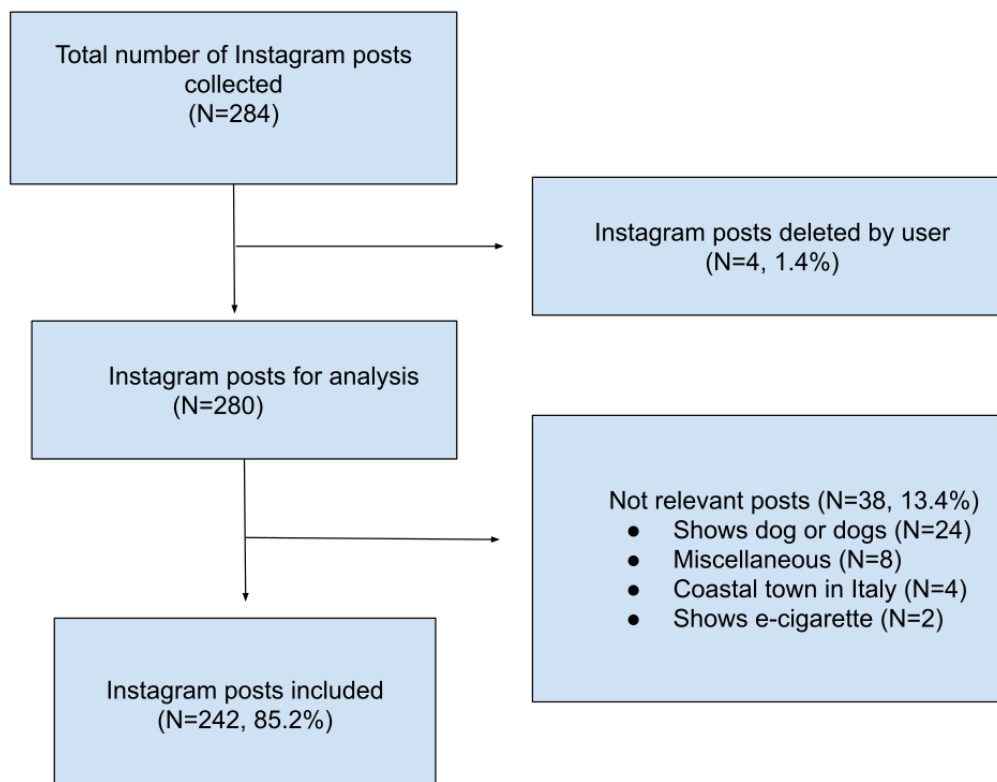 Total number of Instagram posts
collected
(N=284)
Instagram posts deleted by user
(N=4, 1.4%)
Instagram posts for analysis
(N=280)
Not relevant posts (N=38, 13.4%)
● Shows dog or dogs (N=24)
● Miscellaneous (N=8)
● Coastal town in Italy (N=4)
● Shows e-cigarette (N=2)
Instagram posts included
(N=242, 85.2%)